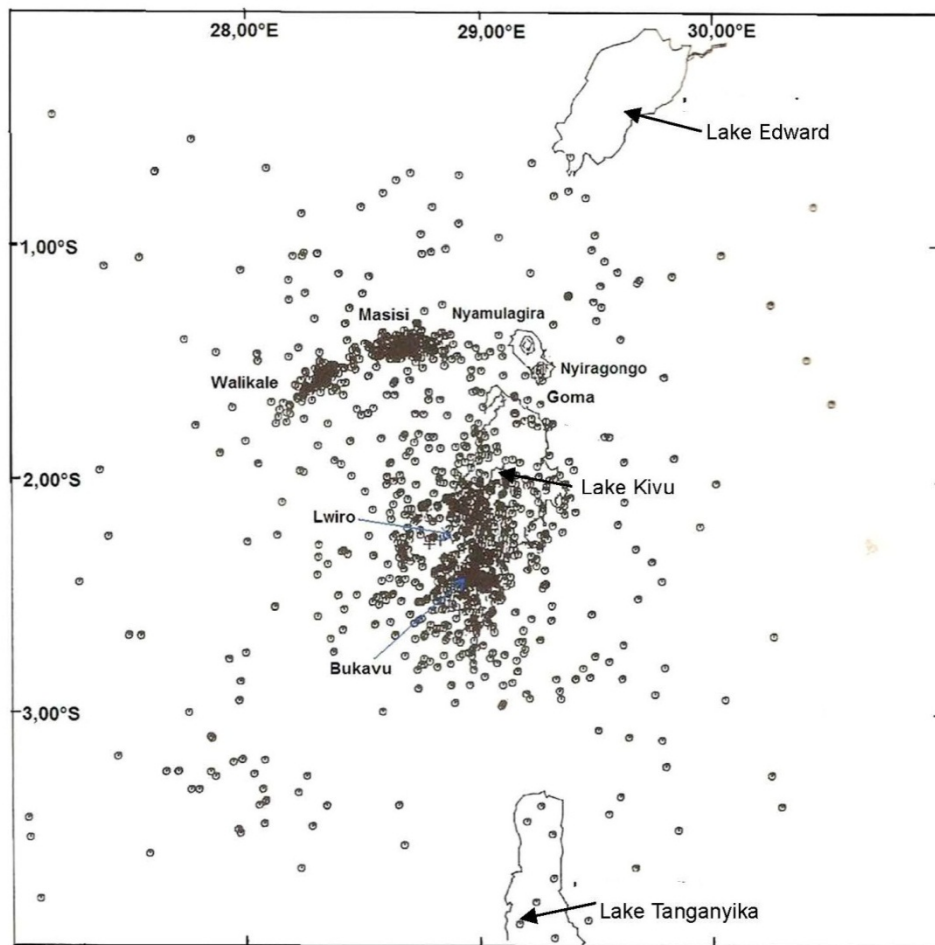 28,00°E
29,00°E
30,00°E
Lake Edward
1,00°S
Masisi
Nyamulagira
Walikale
Nyiragongo
Goma
2,00°S
Lake Kivu
Lwiro
Bukavu
3,00°S
Lake Tanganyika